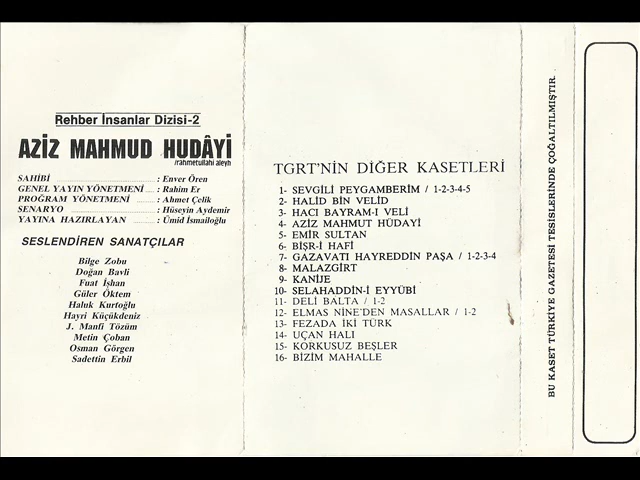 Rehber İnsanlar Dizisi-2
AZİZ MAHMUD HUDÂYİ
/rahmetullahi aleyh
SAHİBİ : Enver Ören
GENEL YAYIN YÖNETMENİ .... : Rahim Er
PROGRAM YÖNETMENİ : Ahmet Çelik
SENARYO : Hüseyin Aydemir
YAYINA HAZIRLAYAN : Ümid İsmailoğlu
SESLENDİREN SANATÇILAR
Bilge Zobu
Doğan Bavli
Fuat İşhan
Güler Öktem
Haluk Kurtoğlu
Hayri Küçükdeniz
J. Manfi Tözüm
Metin Çoban
Osman Görgen
Sadettin Erbil
TGRT'NİN DİĞER KASETLERİ
1- SEVGİLİ PEYGAMBERİM / 1-2-3-4-5
2- HALİD BİN VELİD
3- HACI BAYRAM-I VELİ
4- AZİZ MAHMUT HÜDAYİ
5- EMİR SULTAN
6- BİŞR-İ HAFİ
7- GAZAVATI HAYREDDİN PAŞA / 1-2-3-4
8- MALAZGİRT
9- KANİJE
10- SELAHADDİN-İ EYYÜBİ
11- DELİ BALTA / 1-2
12- ELMAS NİNE'DEN MASALLAR / 1-2
13- FEZADA İKİ TÜRK
14- UÇAN HALI
15- KORKUSUZ BEŞLER
16- BİZİM MAHALLE
BU KASET TÜRKİYE GAZETESİ TESİSLERİNDE ÇOĞALTILMIŞTIR.